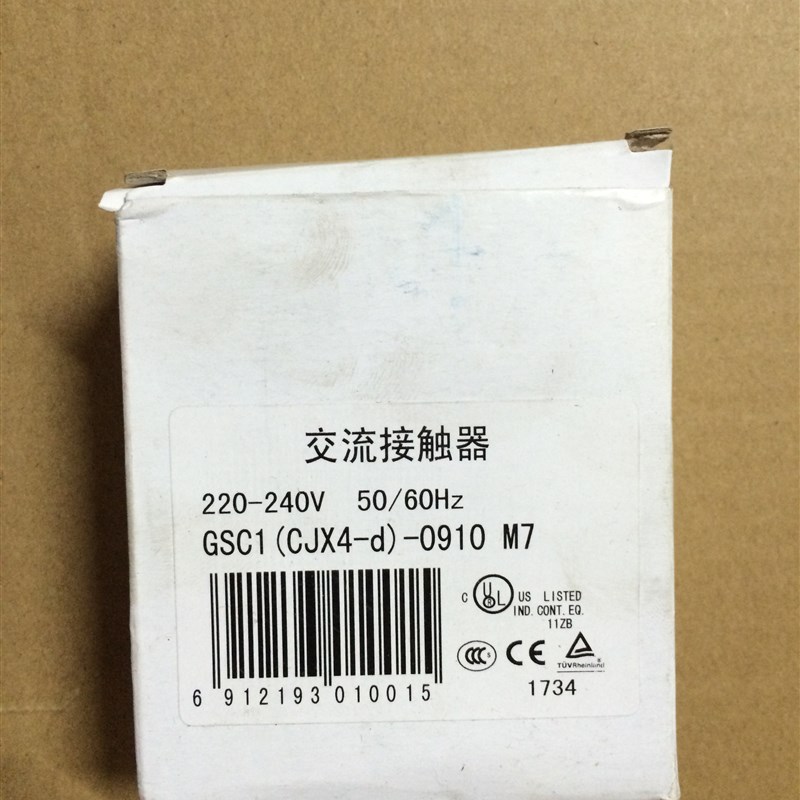 交流接触器
220-240V 50/60Hz
GSC1(CJX4-d)-0910 M7
C UL US LISTED
IND. CONT. EQ.
11ZB
CCC S CE TÜVRheinland ®
6 912193 010015
1734